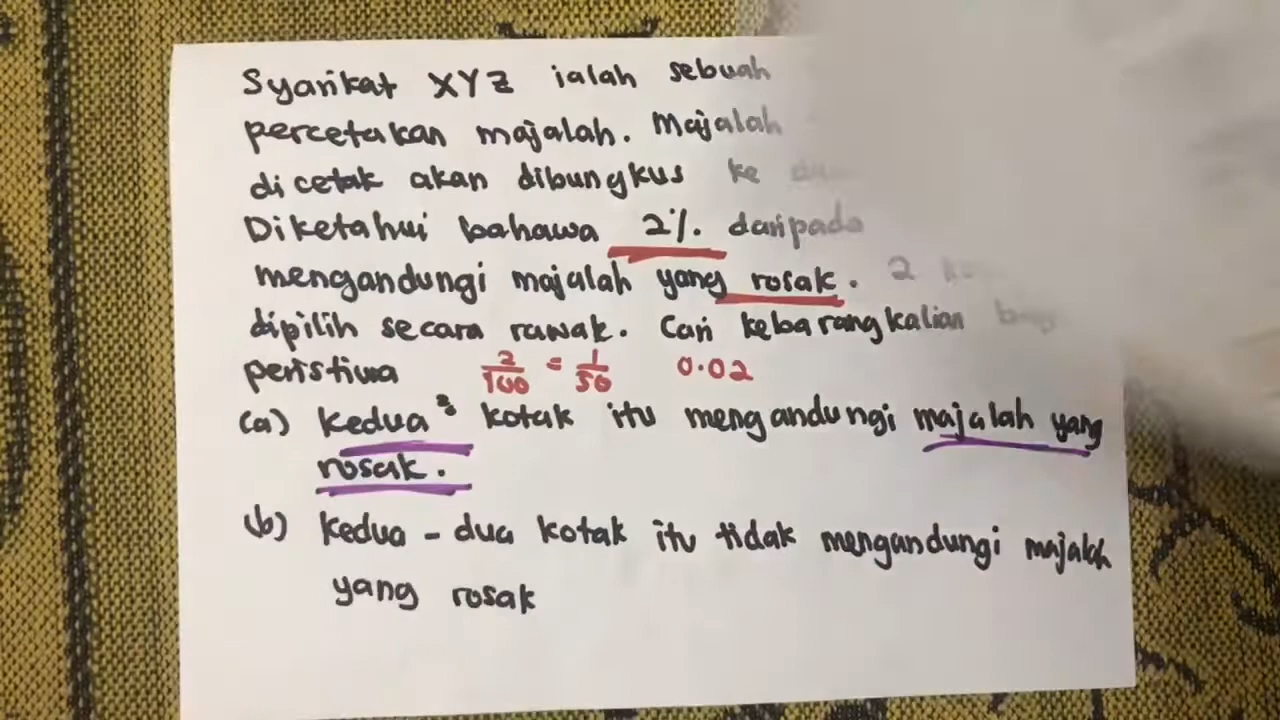 Syarikat XYZ ialah sebuah
percetakan majalah. Majalah
dicetak akan dibungkus ke
Diketahui bahawa 2%. daripada
mengandungi majalah yang rosak. 2
dipilih secara rawak. Cari kebarangkalian
peristiwa 2/100 = 1/50 0.02
(a) Kedua² kotak itu mengandungi majalah yang
rosak.
(b) Kedua-dua kotak itu tidak mengandungi majalah
yang rosak